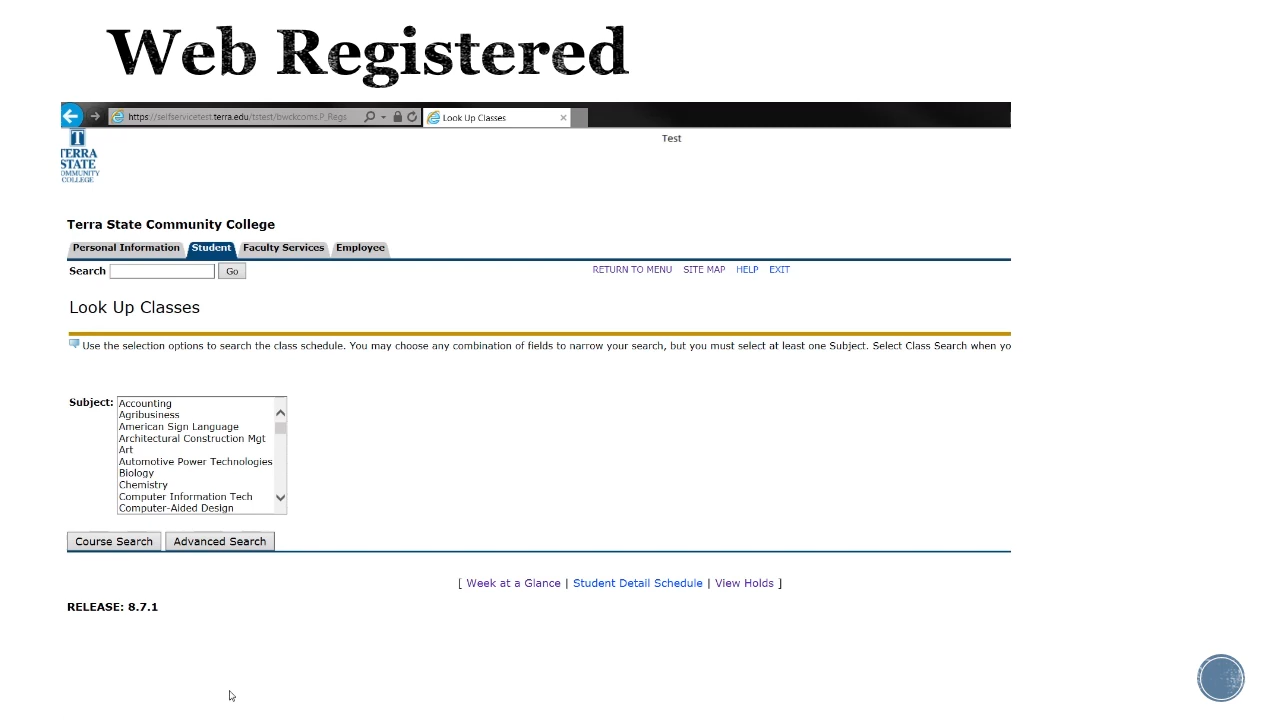 Web Registered
https://selfservicetest.terra.edu/tstest/bwckcoms.P_Regs
Look Up Classes
Test
TERRA
STATE
COMMUNITY
COLLEGE
Terra State Community College
Personal Information Student Faculty Services Employee
Search Go RETURN TO MENU SITE MAP HELP EXIT
Look Up Classes
Use the selection options to search the class schedule. You may choose any combination of fields to narrow your search, but you must select at least one Subject. Select Class Search when yo
Subject: Accounting
Agribusiness
American Sign Language
Architectural Construction Mgt
Art
Automotive Power Technologies
Biology
Chemistry
Computer Information Tech
Computer-Aided Design
Course Search Advanced Search
[ Week at a Glance | Student Detail Schedule | View Holds ]
RELEASE: 8.7.1